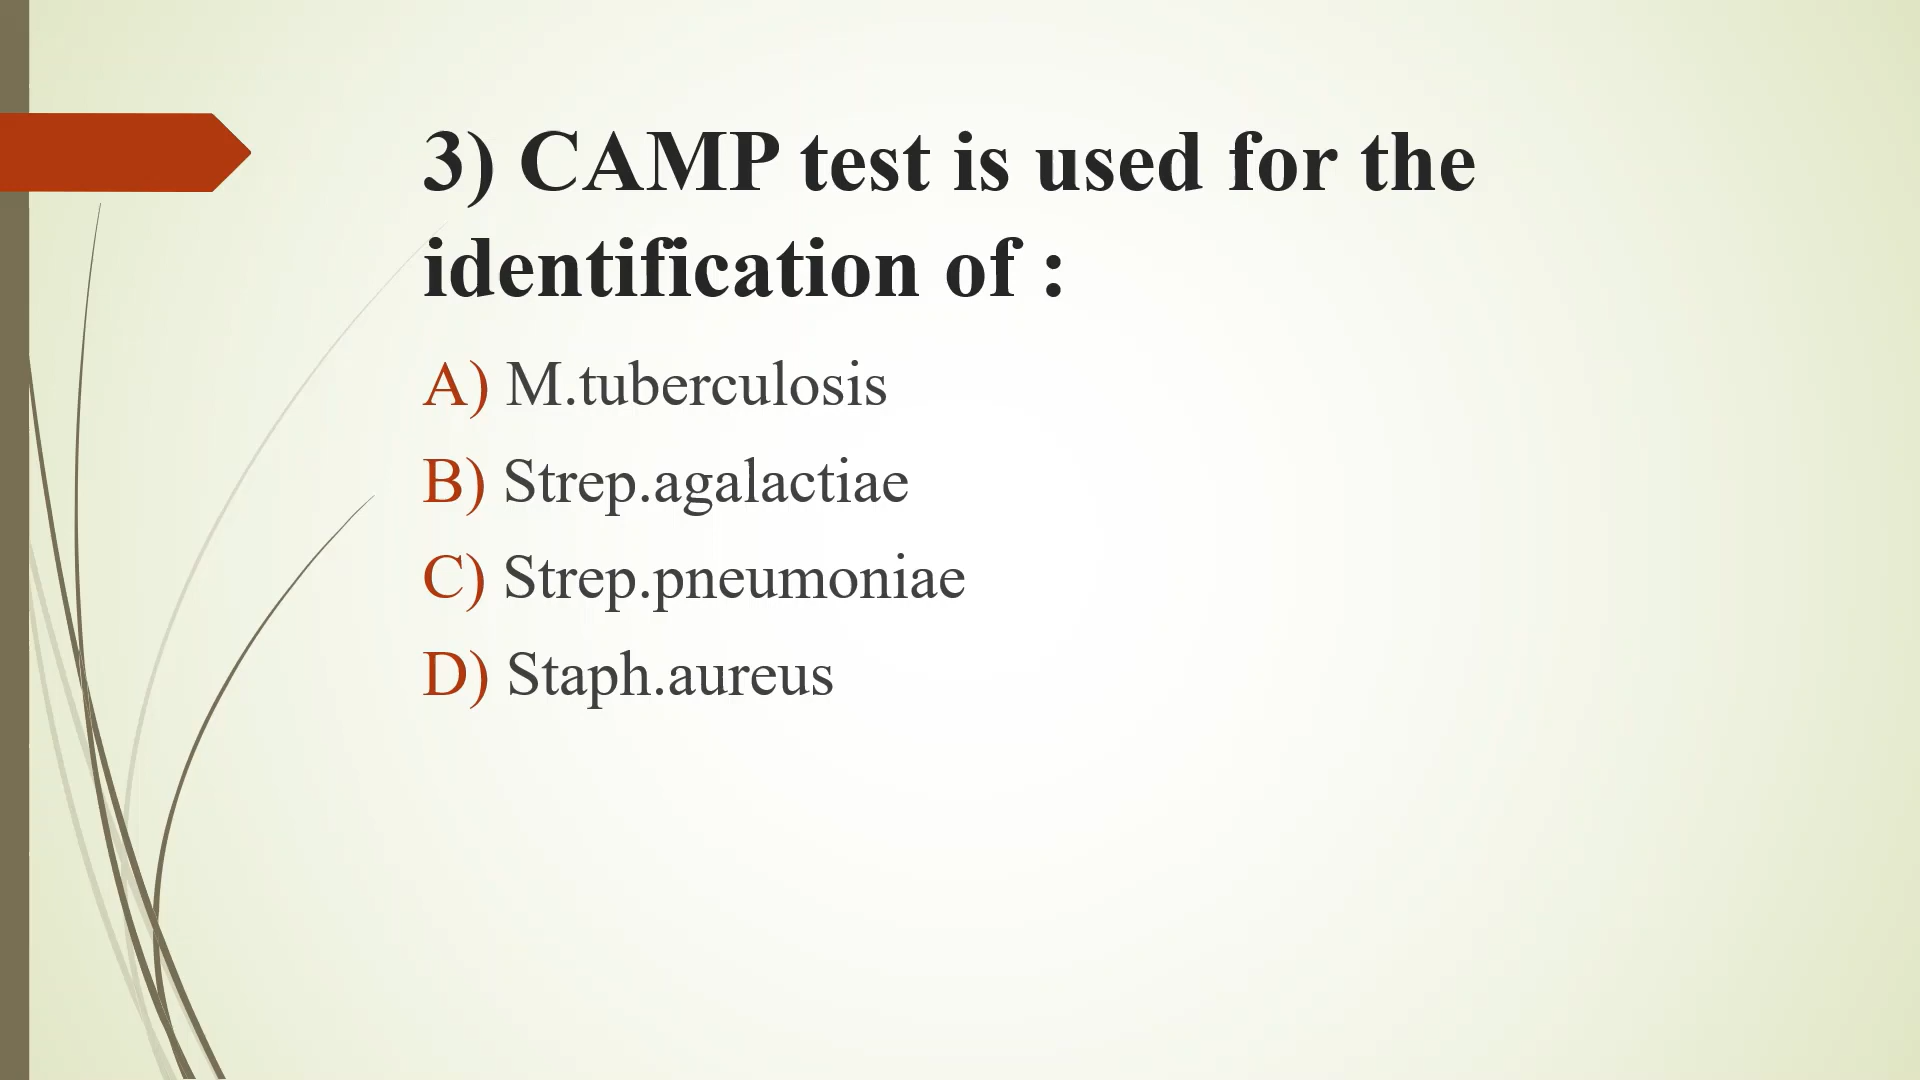 3) CAMP test is used for the
identification of :
A) M.tuberculosis
B) Strep.agalactiae
C) Strep.pneumoniae
D) Staph.aureus